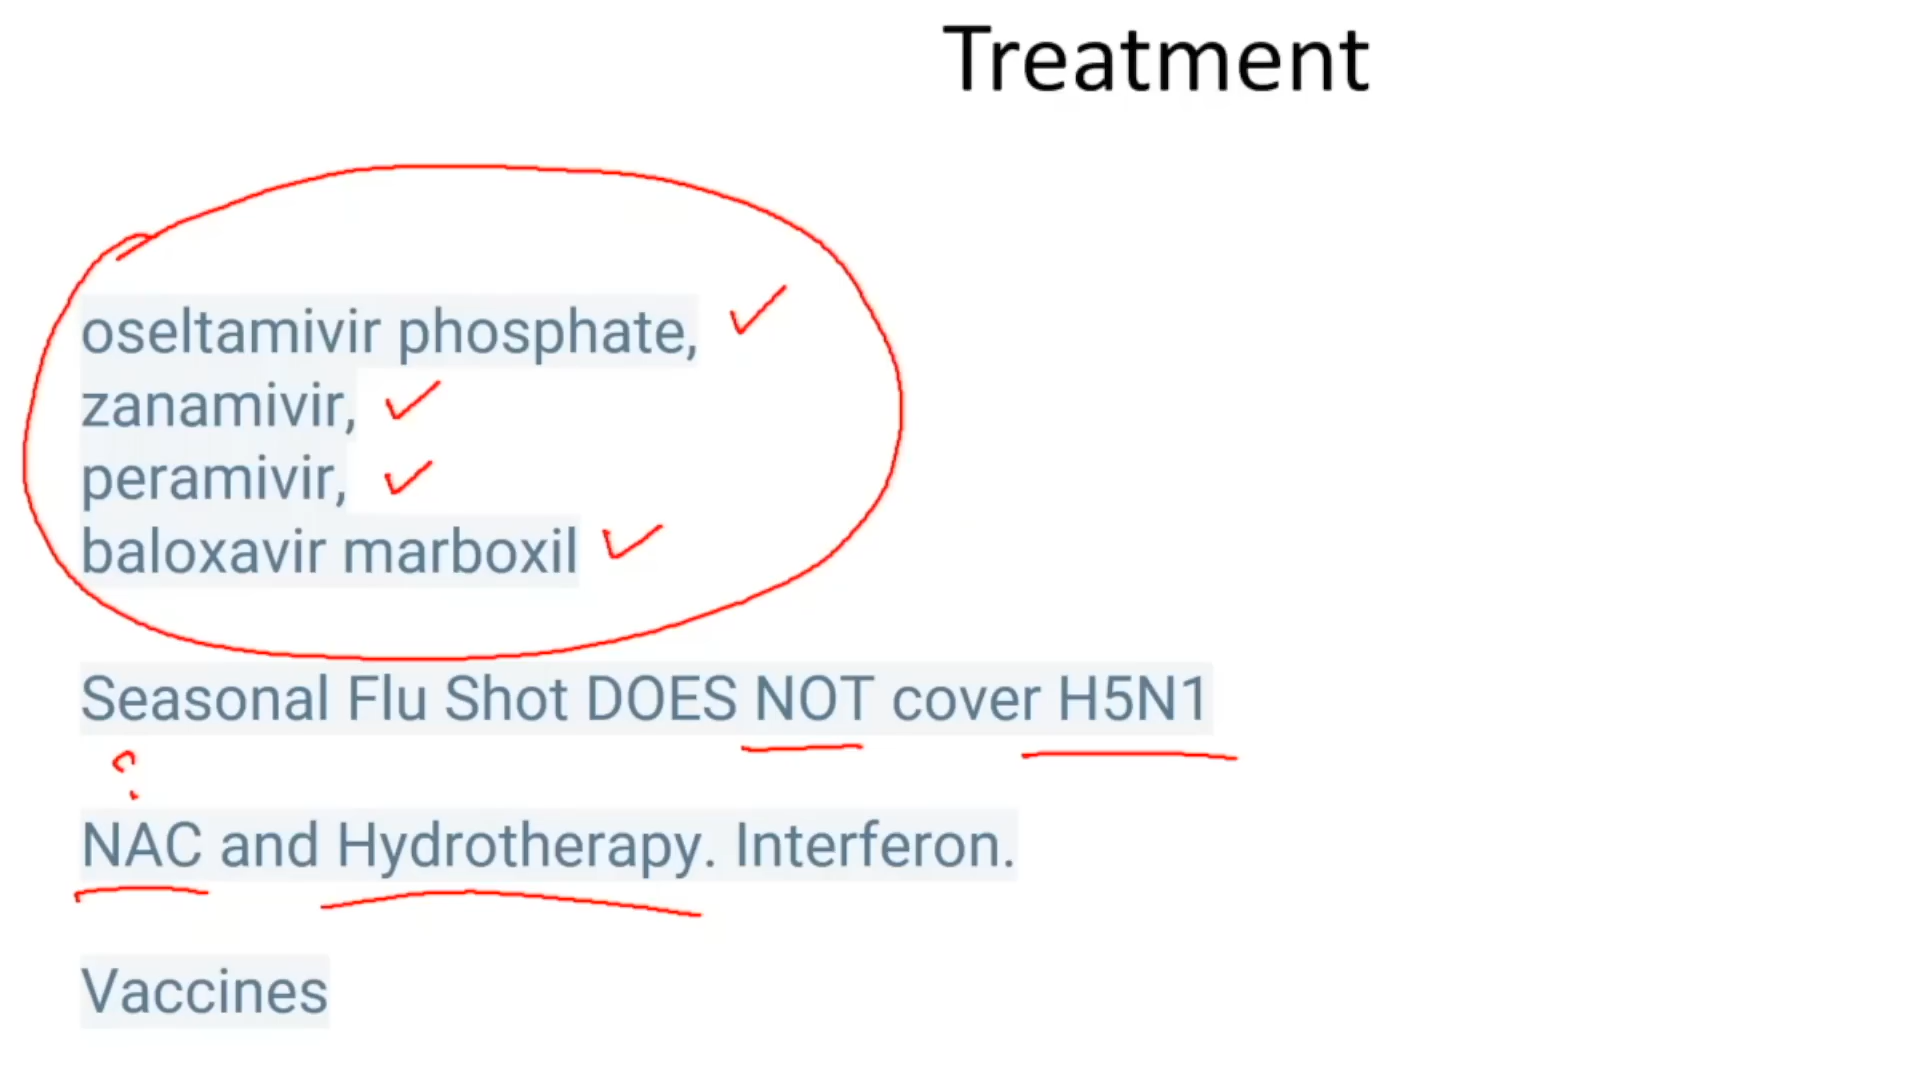 Treatment
oseltamivir phosphate,
zanamivir,
peramivir,
baloxavir marboxil
Seasonal Flu Shot DOES NOT cover H5N1
?
NAC and Hydrotherapy. Interferon.
Vaccines